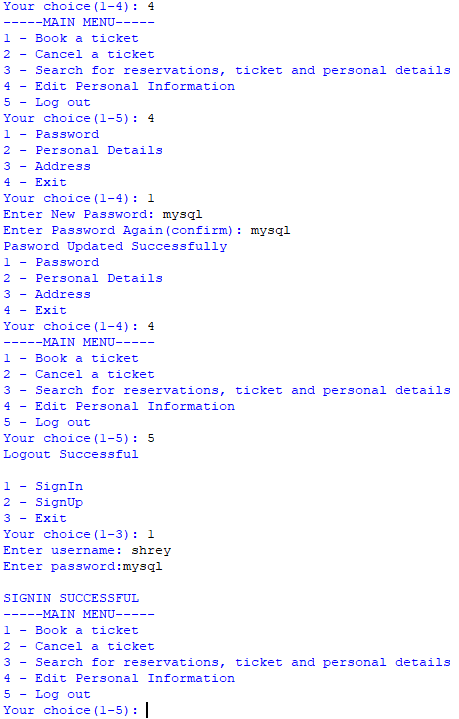 Your choice(1-4): 4
-----MAIN MENU-----
1 - Book a ticket
2 - Cancel a ticket
3 - Search for reservations, ticket and personal details
4 - Edit Personal Information
5 - Log out
Your choice(1-5): 4
1 - Password
2 - Personal Details
3 - Address
4 - Exit
Your choice(1-4): 1
Enter New Password: mysql
Enter Password Again(confirm): mysql
Pasword Updated Successfully
1 - Password
2 - Personal Details
3 - Address
4 - Exit
Your choice(1-4): 4
-----MAIN MENU-----
1 - Book a ticket
2 - Cancel a ticket
3 - Search for reservations, ticket and personal details
4 - Edit Personal Information
5 - Log out
Your choice(1-5): 5
Logout Successful
1 - SignIn
2 - SignUp
3 - Exit
Your choice(1-3): 1
Enter username: shrey
Enter password:mysql
SIGNIN SUCCESSFUL
-----MAIN MENU-----
1 - Book a ticket
2 - Cancel a ticket
3 - Search for reservations, ticket and personal details
4 - Edit Personal Information
5 - Log out
Your choice(1-5):